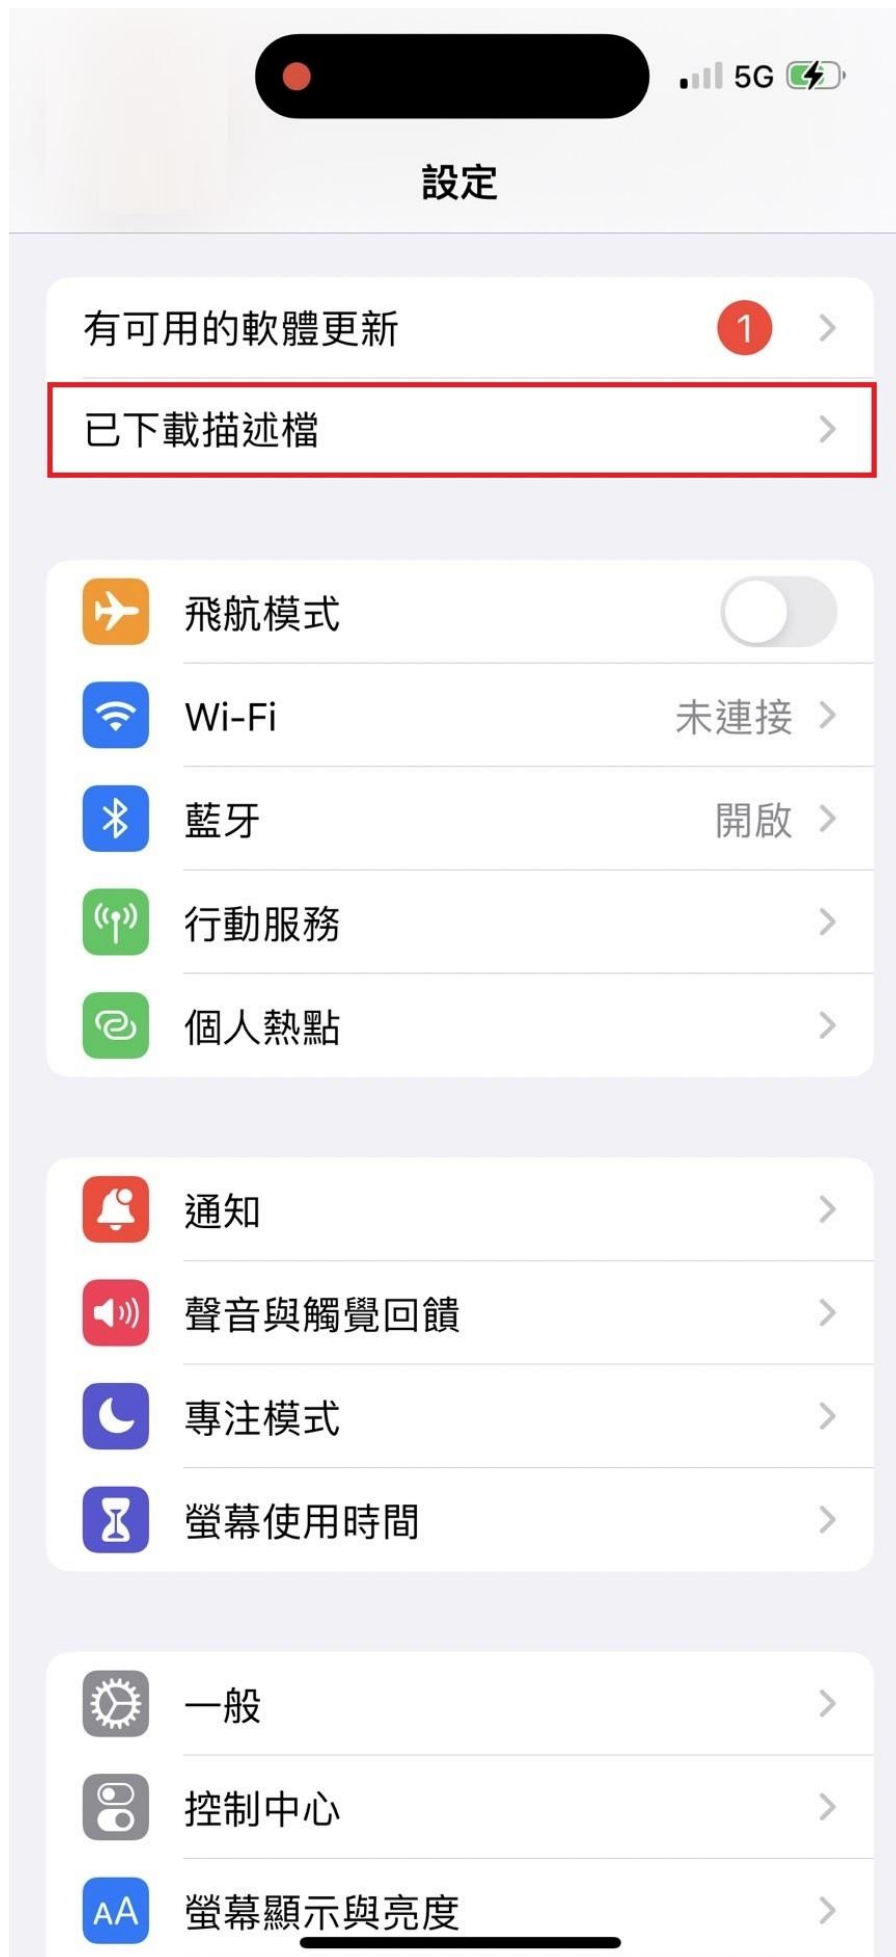 5G
設定
有可用的軟體更新 1
已下載描述檔
飛航模式
Wi-Fi 未連接
藍牙 開啟
行動服務
個人熱點
通知
聲音與觸覺回饋
專注模式
螢幕使用時間
一般
控制中心
AA 螢幕顯示與亮度